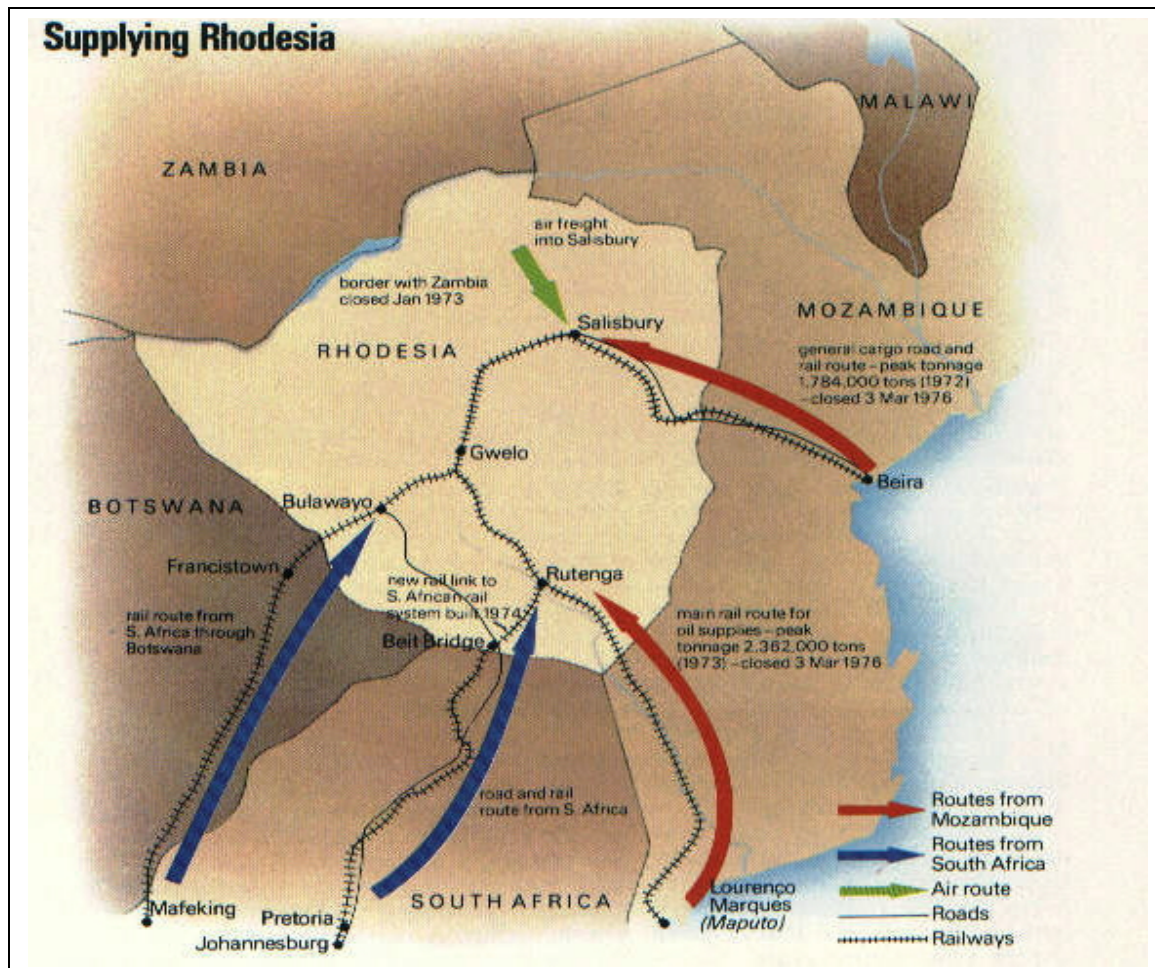 Supplying Rhodesia
MALAWI
ZAMBIA
air freight
into Salisbury
border with Zambia
closed Jan 1973
MOZAMBIQUE
Salisbury
RHODESIA
general cargo road and
rail route – peak tonnage
1,784,000 tons (1972)
– closed 3 Mar 1976
Gwelo
Beira
Bulawayo
BOTSWANA
Francistown
Rutenga
new rail link to
S. African rail
system built 1974
rail route from
S. Africa through
Botswana
Beit Bridge
main rail route for
oil supplies – peak
tonnage 2,362,000 tons
(1973) – closed 3 Mar 1976
road and rail
route from S. Africa
Routes from
Mozambique
Routes from
South Africa
Air route
Roads
Railways
SOUTH AFRICA
Lourenço
Marques
(Maputo)
Mafeking
Pretoria
Johannesburg